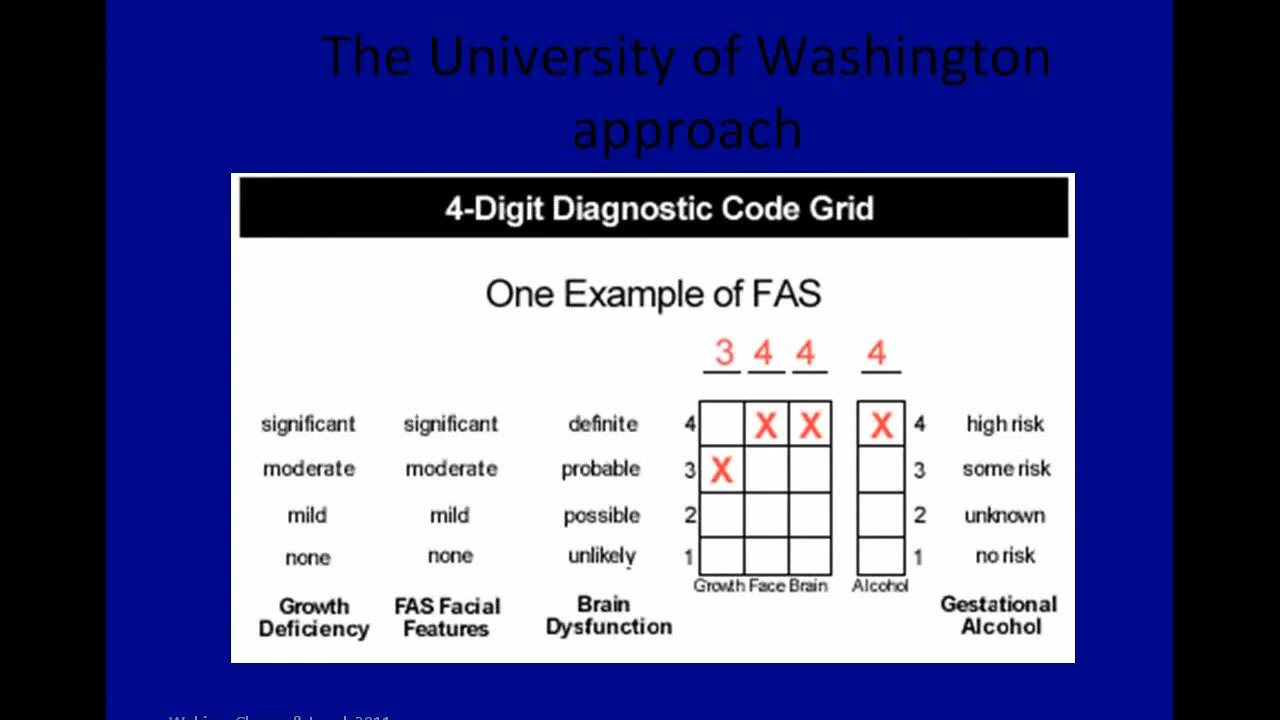 The University of Washington
approach
4-Digit Diagnostic Code Grid
One Example of FAS
3 4 4 4
significant significant definite 4 X X X 4 high risk
moderate moderate probable 3 X 3 some risk
mild mild possible 2 2 unknown
none none unlikely 1 1 no risk
Growth Face Brain Alcohol
Growth FAS Facial Brain Gestational
Deficiency Features Dysfunction Alcohol